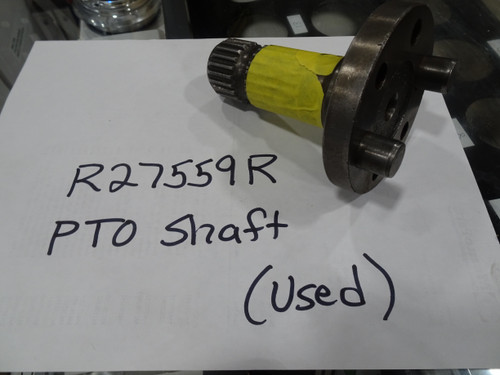 R27559R
PTO Shaft
(Used)